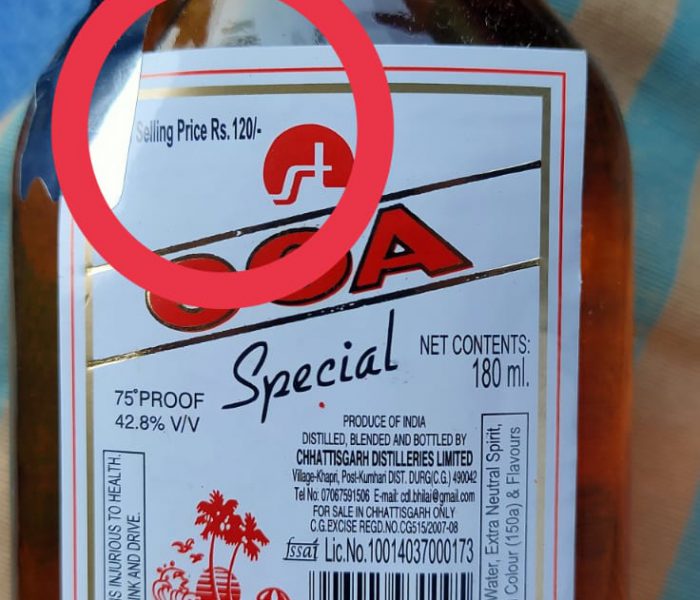 Selling Price Rs.120/-
GOA
Special
NET CONTENTS:
180 ml.
75°PROOF
42.8% V/V
PRODUCE OF INDIA
DISTILLED, BLENDED AND BOTTLED BY
CHHATTISGARH DISTILLERIES LIMITED
Village-Khapri, Post-Kumhari DIST. DURG(C.G.) 490042
Tel No: 07067591506 E-mail: cdl.bhilai@gmail.com
FOR SALE IN CHHATTISGARH ONLY
C.G.EXCISE REGD.NO.CG515/2007-08
fssai Lic.No.10014037000173
INJURIOUS TO HEALTH.
AND DRIVE.
Water, Extra Neutral Spirit,
Colour (150a) & Flavours